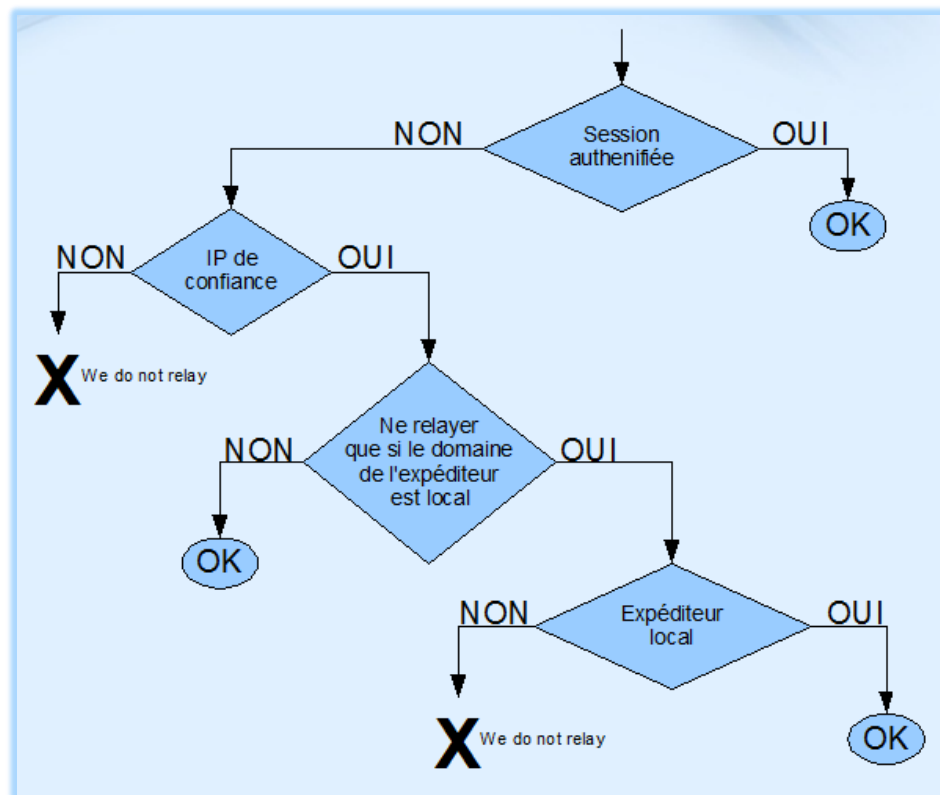 NON
Session
authenifiée
OUI
OK
NON
IP de
confiance
OUI
X We do not relay
NON
Ne relayer
que si le domaine
de l'expéditeur
est local
OUI
OK
NON
Expéditeur
local
OUI
X We do not relay
OK